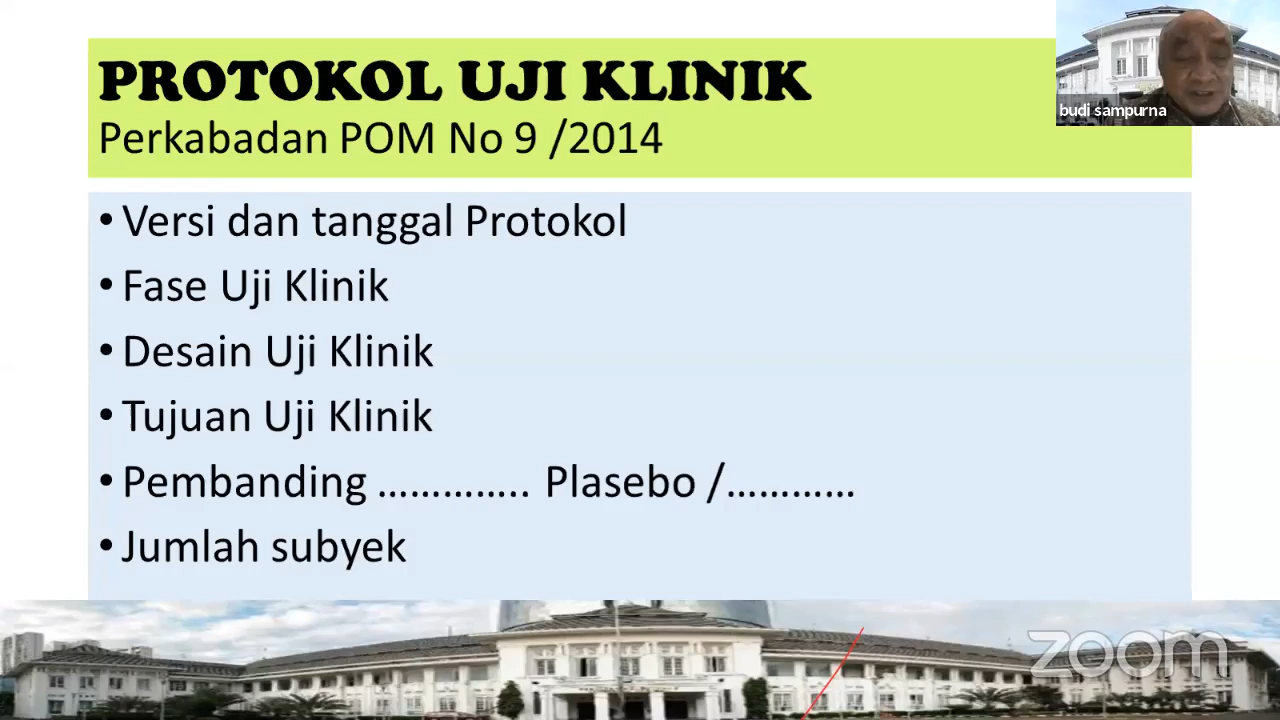 PROTOKOL UJI KLINIK
Perkabadan POM No 9 /2014
budi sampurna
• Versi dan tanggal Protokol
• Fase Uji Klinik
• Desain Uji Klinik
• Tujuan Uji Klinik
• Pembanding ………….. Plasebo /…………
• Jumlah subyek
zoom